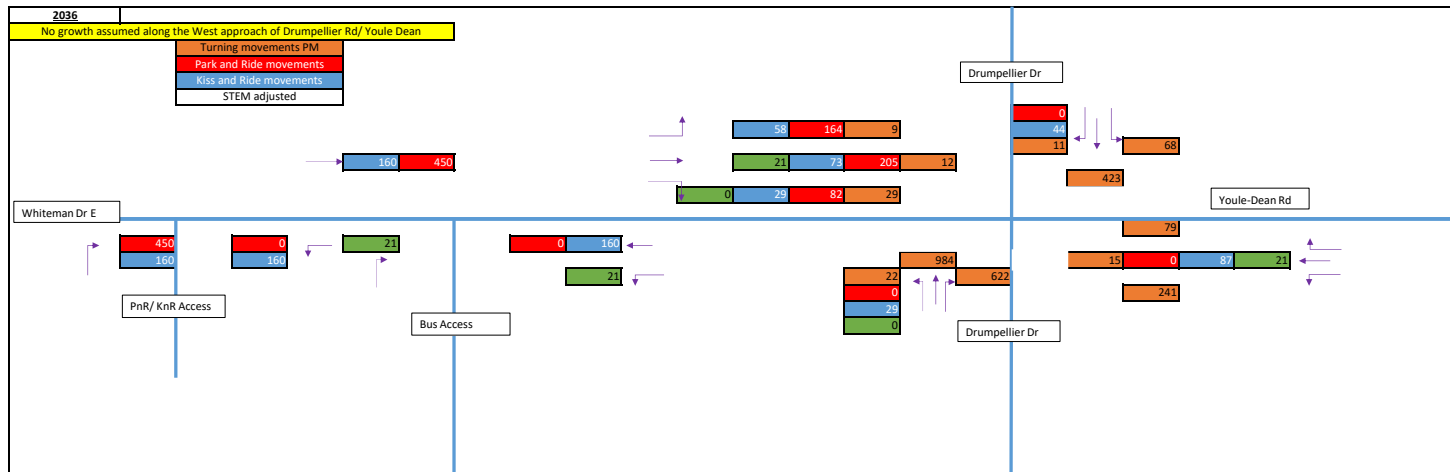 2036
No growth assumed along the West approach of Drumpellier Rd/ Youle Dean
Turning movements PM
Park and Ride movements
Kiss and Ride movements
STEM adjusted
Drumpellier Dr
0
58 164 9
44
11 68
160 450
21 73 205 12
423
0 29 82 29
Whiteman Dr E
Youle-Dean Rd
79
450 0 21 0 160
160 160
984
15 0 87 21
21
22 622
0
241
29
0
PnR/ KnR Access
Bus Access
Drumpellier Dr